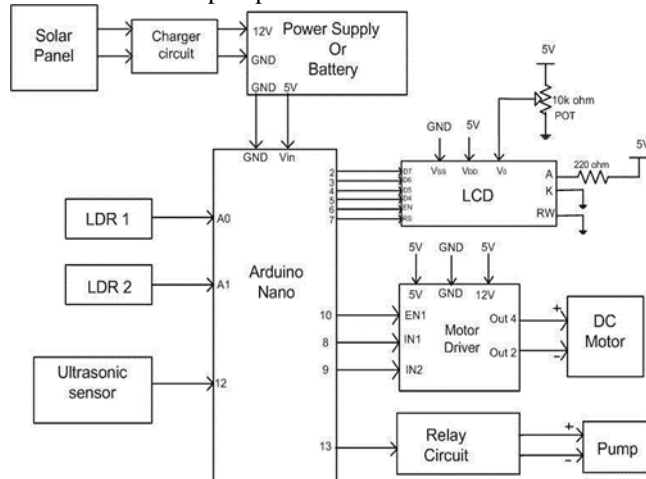 Solar
Panel
Charger
circuit
12V
GND
Power Supply
Or
Battery
GND 5V
GND Vin
LDR 1
A0
LDR 2
A1
Ultrasonic
sensor
12
Arduino
Nano
2
3
4
5
6
7
10
8
9
13
5V
10k ohm
POT
GND
5V
VSS
VDD
V0
D7
D6
D5
D4
EN
RS
LCD
A
K
RW
220 ohm
5V
5V
GND
5V
5V
GND
12V
EN1
IN1
IN2
Motor
Driver
Out 4
Out 2
+
−
DC
Motor
Relay
Circuit
+
−
Pump